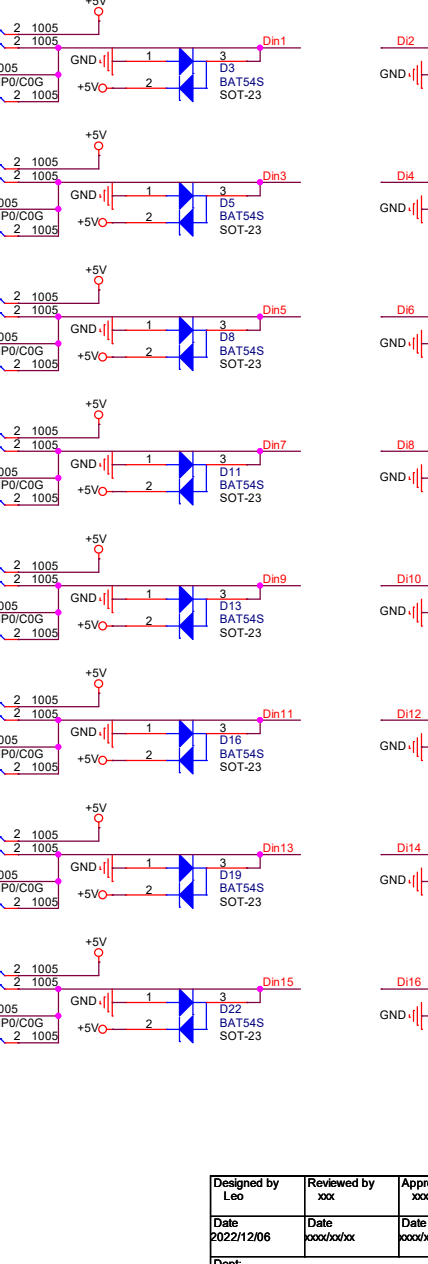 +5V
2 1005
2 1005
Din1
Di2
GND
1
3
GND
005
D3
P0/C0G
+5V
2
BAT54S
2 1005
SOT-23
+5V
2 1005
2 1005
Din3
Di4
GND
1
3
GND
005
D5
P0/C0G
+5V
2
BAT54S
2 1005
SOT-23
+5V
2 1005
2 1005
Din5
Di6
GND
1
3
GND
005
D8
P0/C0G
+5V
2
BAT54S
2 1005
SOT-23
+5V
2 1005
2 1005
Din7
Di8
GND
1
3
GND
005
D11
P0/C0G
+5V
2
BAT54S
2 1005
SOT-23
+5V
2 1005
2 1005
Din9
Di10
GND
1
3
GND
005
D13
P0/C0G
+5V
2
BAT54S
2 1005
SOT-23
+5V
2 1005
2 1005
Din11
Di12
GND
1
3
GND
005
D16
P0/C0G
+5V
2
BAT54S
2 1005
SOT-23
+5V
2 1005
2 1005
Din13
Di14
GND
1
3
GND
005
D19
P0/C0G
+5V
2
BAT54S
2 1005
SOT-23
+5V
2 1005
2 1005
Din15
Di16
GND
1
3
GND
005
D22
P0/C0G
+5V
2
BAT54S
2 1005
SOT-23
Designed by
Leo
Reviewed by
xxx
Appr
xxx
Date
2022/12/06
Date
xxxx/xx/xx
Date
xxxx/x
Dept: